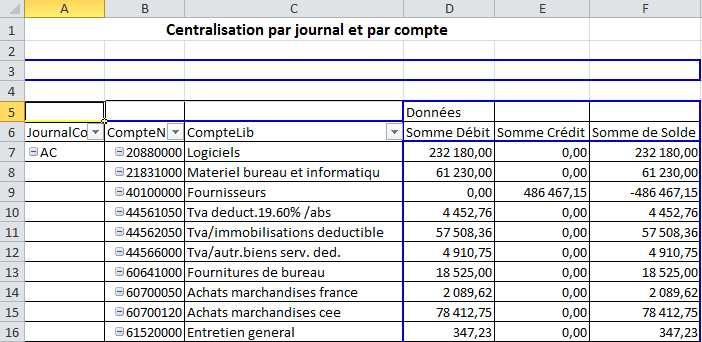 A B C D E F
1 Centralisation par journal et par compte
2
3
4
5 Données
6 JournalCo CompteN CompteLib Somme Débit Somme Crédit Somme de Solde
7 AC 20880000 Logiciels 232 180,00 0,00 232 180,00
8 21831000 Materiel bureau et informatiqu 61 230,00 0,00 61 230,00
9 40100000 Fournisseurs 0,00 486 467,15 -486 467,15
10 44561050 Tva deduct.19.60% /abs 4 452,76 0,00 4 452,76
11 44562050 Tva/immobilisations deductible 57 508,36 0,00 57 508,36
12 44566000 Tva/autr.biens serv. ded. 4 910,75 0,00 4 910,75
13 60641000 Fournitures de bureau 18 525,00 0,00 18 525,00
14 60700050 Achats marchandises france 2 089,62 0,00 2 089,62
15 60700120 Achats marchandises cee 78 412,75 0,00 78 412,75
16 61520000 Entretien general 347,23 0,00 347,23